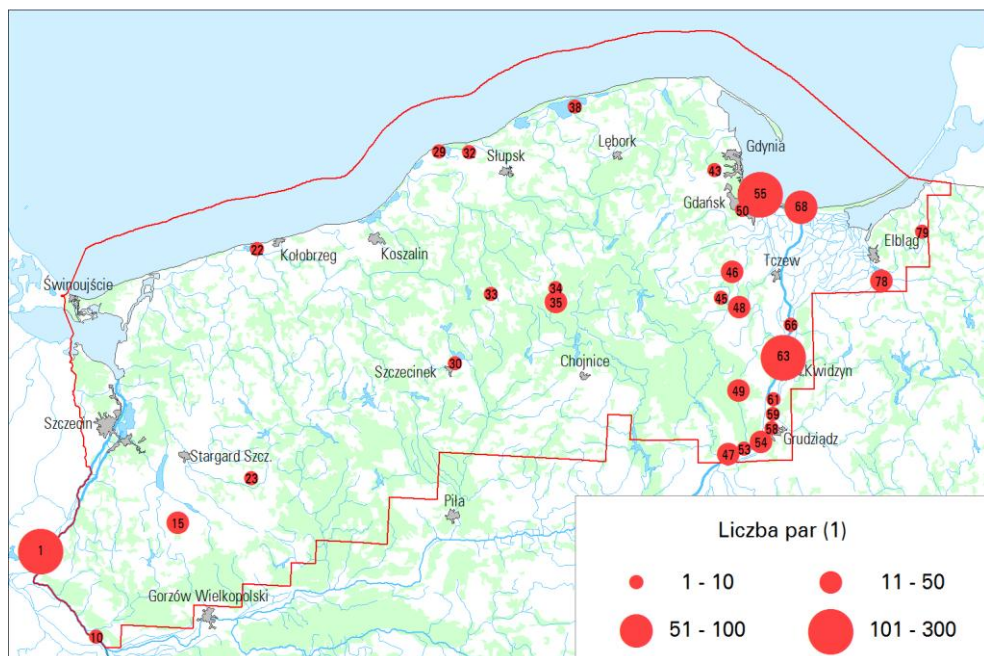 38
Lębork
Gdynia
29
32
Słupsk
43
55
Gdańsk
50
68
22
Kołobrzeg
Koszalin
Elbląg
79
46
Tczew
78
Świnoujście
33
34
35
45
48
66
63
Kwidzyn
30
Szczecinek
Chojnice
49
61
59
58
54
Grudziądz
53
47
Szczecin
Stargard Szcz.
23
Piła
15
1
Gorzów Wielkopolski
10
Liczba par (1)
1 - 10
11 - 50
51 - 100
101 - 300